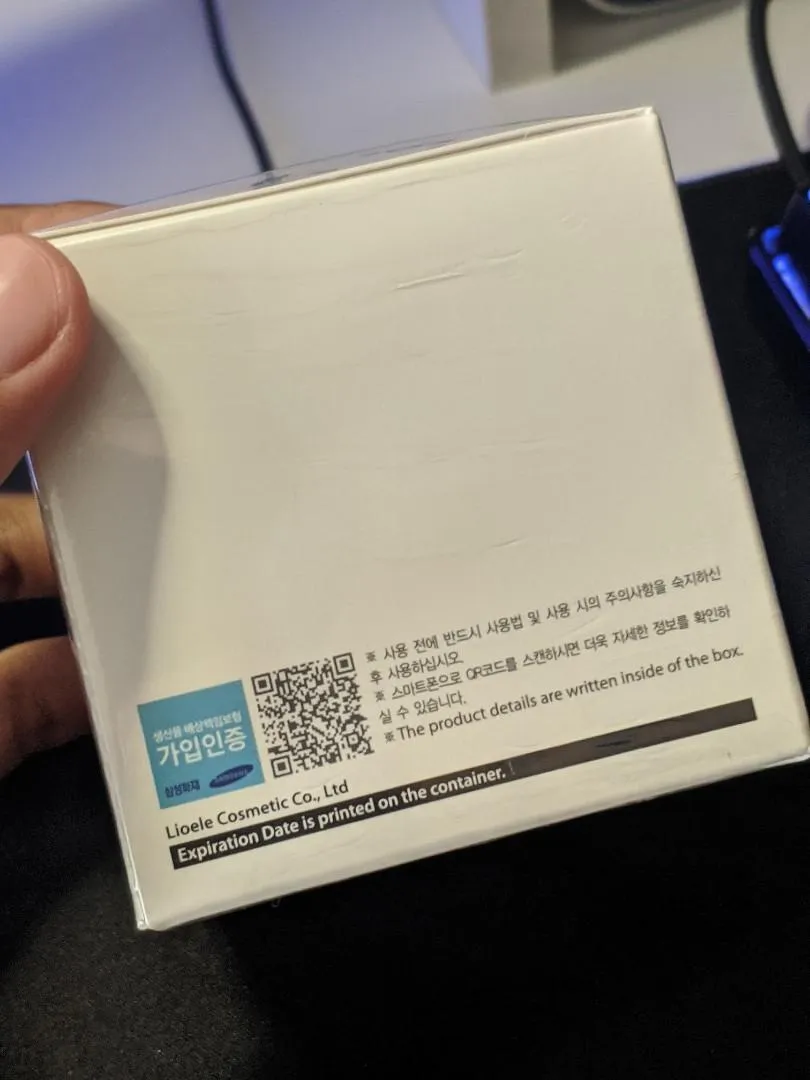 ※ 사용 전에 반드시 사용법 및 사용 시의 주의사항을 숙지하신
후 사용하십시오.
※ 스마트폰으로 QR코드를 스캔하시면 더욱 자세한 정보를 확인하
실 수 있습니다.
※The product details are written inside of the box.
생산물 배상책임보험
가입인증
삼성화재 SAMSUNG
Lioele Cosmetic Co., Ltd
Expiration Date is printed on the container.